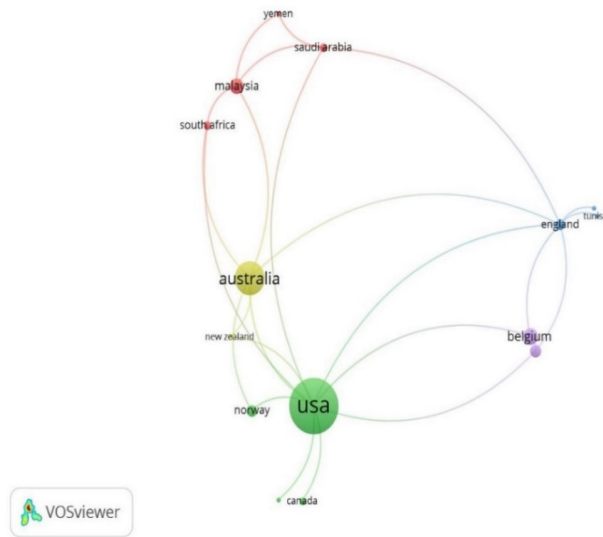 yemen
saudi arabia
malaysia
south africa
tunis
england
australia
new zealand
belgium
usa
norway
canada
VOSviewer